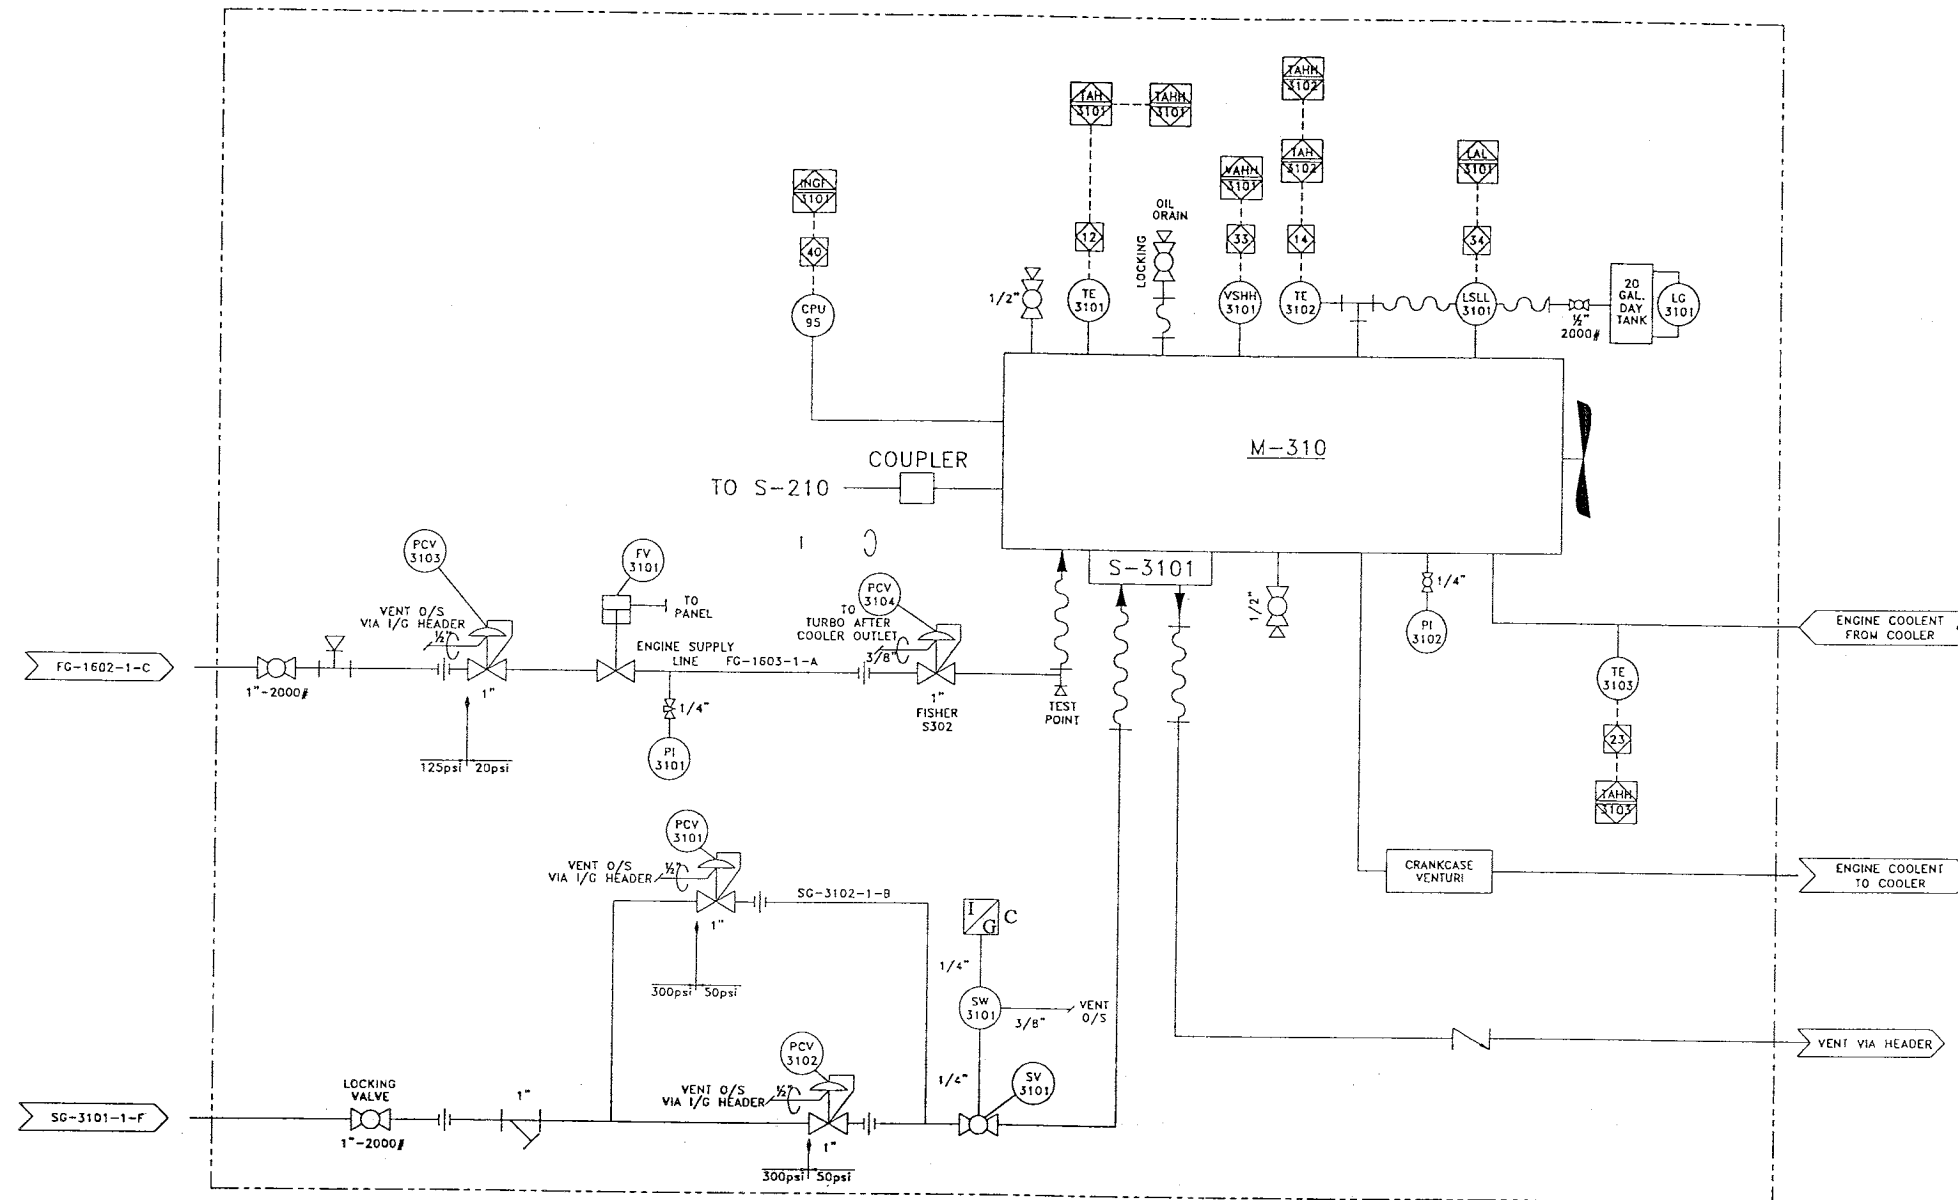 TAHH
3102
TAH
3101
TAHH
3101
TAH
3102
LAL
3101
VAHH
3101
INGF
3101
OIL
ORAIN
LOCKING
12
33
14
34
40
1/2"
TE
3101
VSHH
3101
TE
3102
LSLL
3101
½"
2000#
20
GAL.
DAY
TANK
LG
3101
CPU
95
M-310
COUPLER
TO S-210
S-3101
PCV
3103
VENT O/S
VIA I/G HEADER
½"
FV
3101
TO
PANEL
PCV
3104
TO
TURBO AFTER
COOLER OUTLET
3/8"
ENGINE SUPPLY
LINE FG-1603-1-A
1/2"
1/4"
PI
3102
ENGINE COOLENT
FROM COOLER
FG-1602-1-C
1"-2000#
1"
1/4"
1"
FISHER
S302
TEST
POINT
TE
3103
23
TAHH
3103
125psi 20psi
PI
3101
PCV
3101
VENT O/S
VIA I/G HEADER
½"
1"
SG-3102-1-B
300psi 50psi
CRANKCASE
VENTURI
ENGINE COOLENT
TO COOLER
I
G
C
1/4"
SW
3101
3/8"
VENT
O/S
VENT VIA HEADER
PCV
3102
VENT O/S
VIA I/G HEADER
½"
1/4"
SV
3101
LOCKING
VALVE
1"
SG-3101-1-F
1"-2000#
1"
300psi 50psi